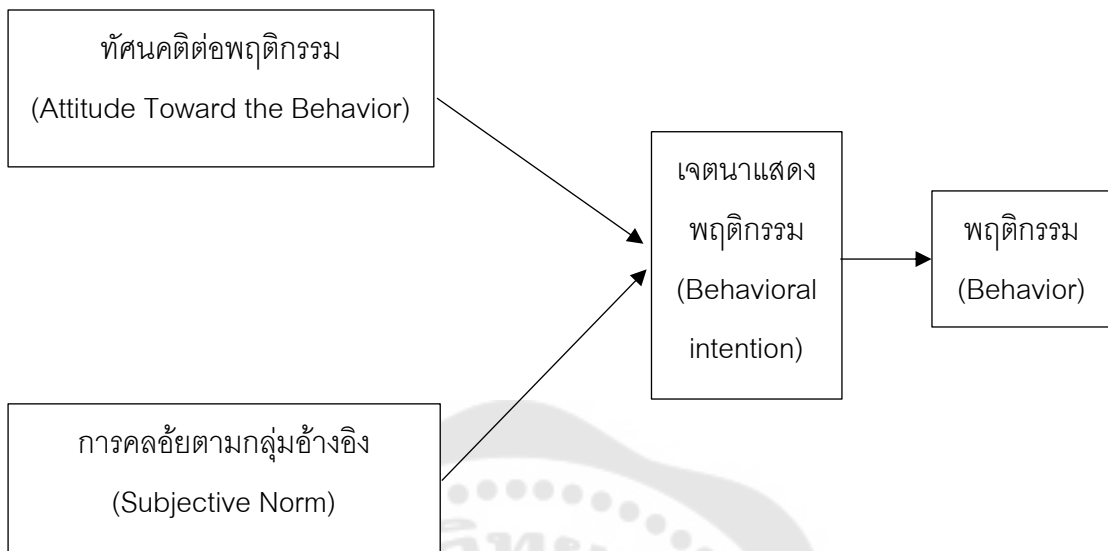 ทัศนคติต่อพฤติกรรม
(Attitude Toward the Behavior)
เจตนาแสดง
พฤติกรรม
(Behavioral
intention)
พฤติกรรม
(Behavior)
การคลอ้ยตามกลุ่มอ้างอิง
(Subjective Norm)